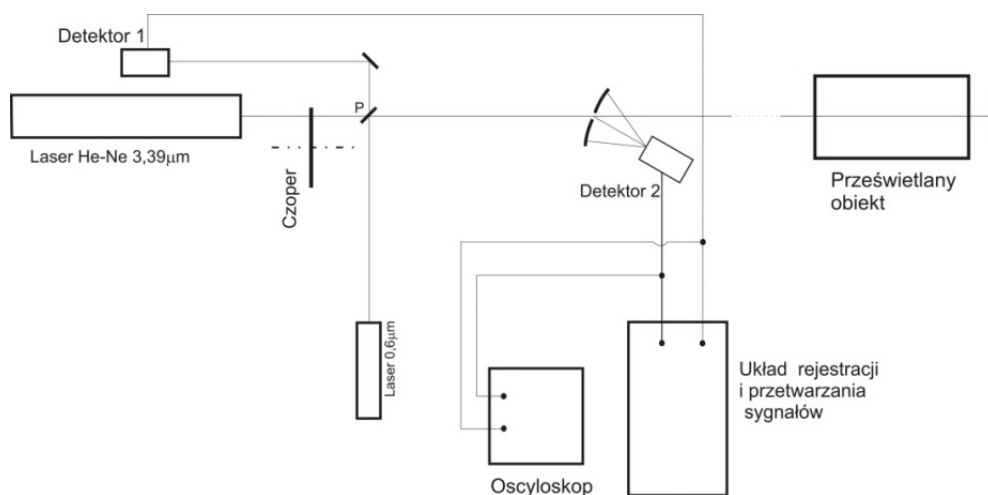 Detektor 1
P
Laser He-Ne 3,39μm
Czoper
Detektor 2
Prześwietlany
obiekt
Laser 0,6μm
Układ rejestracji
i przetwarzania
sygnałów
Oscyloskop